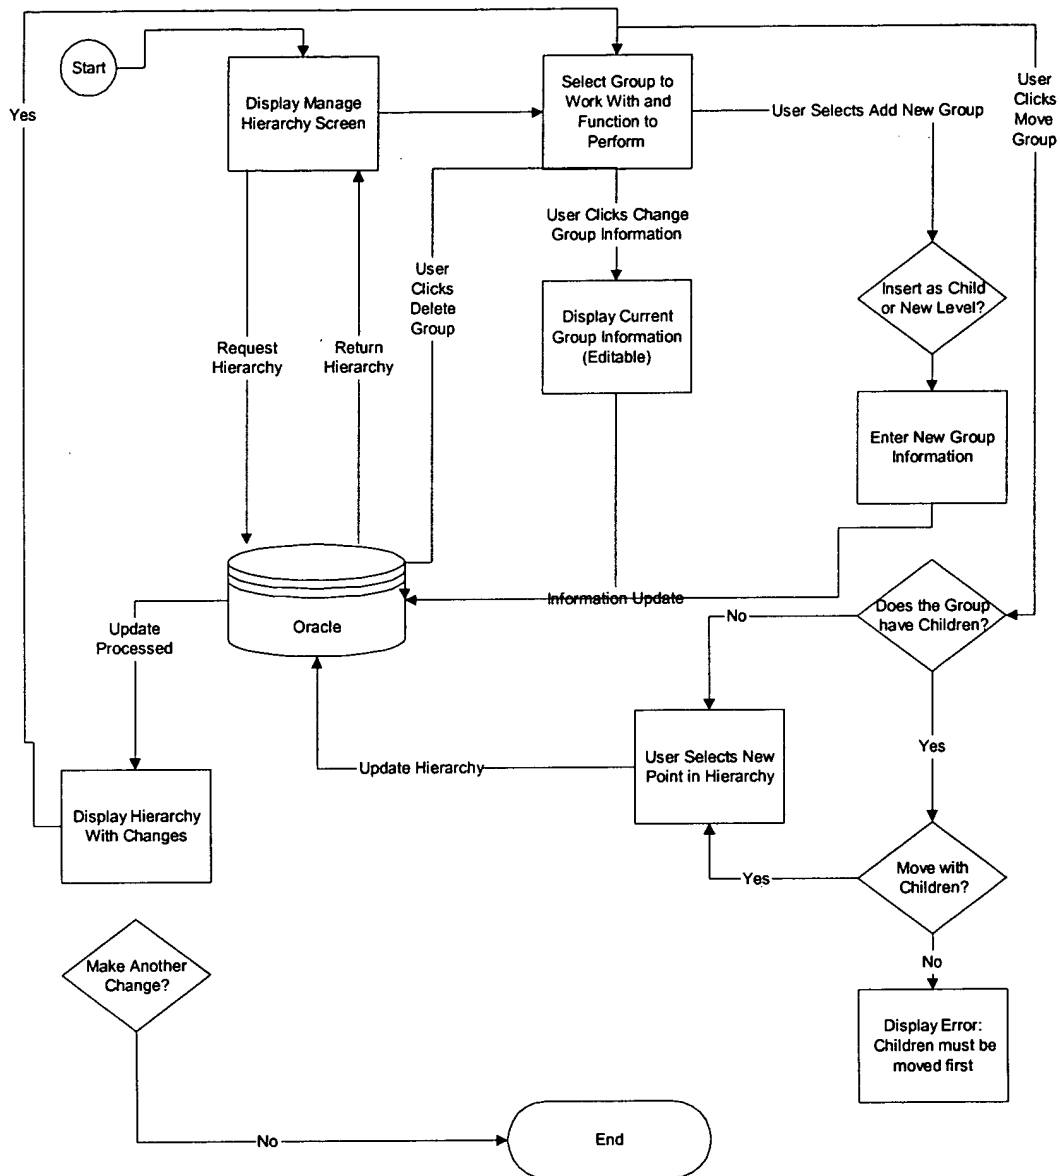 Start
Yes
Display Manage
Hierarchy Screen
Select Group to
Work With and
Function to
Perform
User Selects Add New Group
User
Clicks
Move
Group
User Clicks Change
Group Information
User
Clicks
Delete
Group
Insert as Child
or New Level?
Display Current
Group Information
(Editable)
Request
Hierarchy
Return
Hierarchy
Enter New Group
Information
Oracle
Information Update
Update
Processed
No
Does the Group
have Children?
Yes
User Selects New
Point in Hierarchy
Update Hierarchy
Display Hierarchy
With Changes
Yes
Move with
Children?
No
Make Another
Change?
Display Error:
Children must be
moved first
No
End